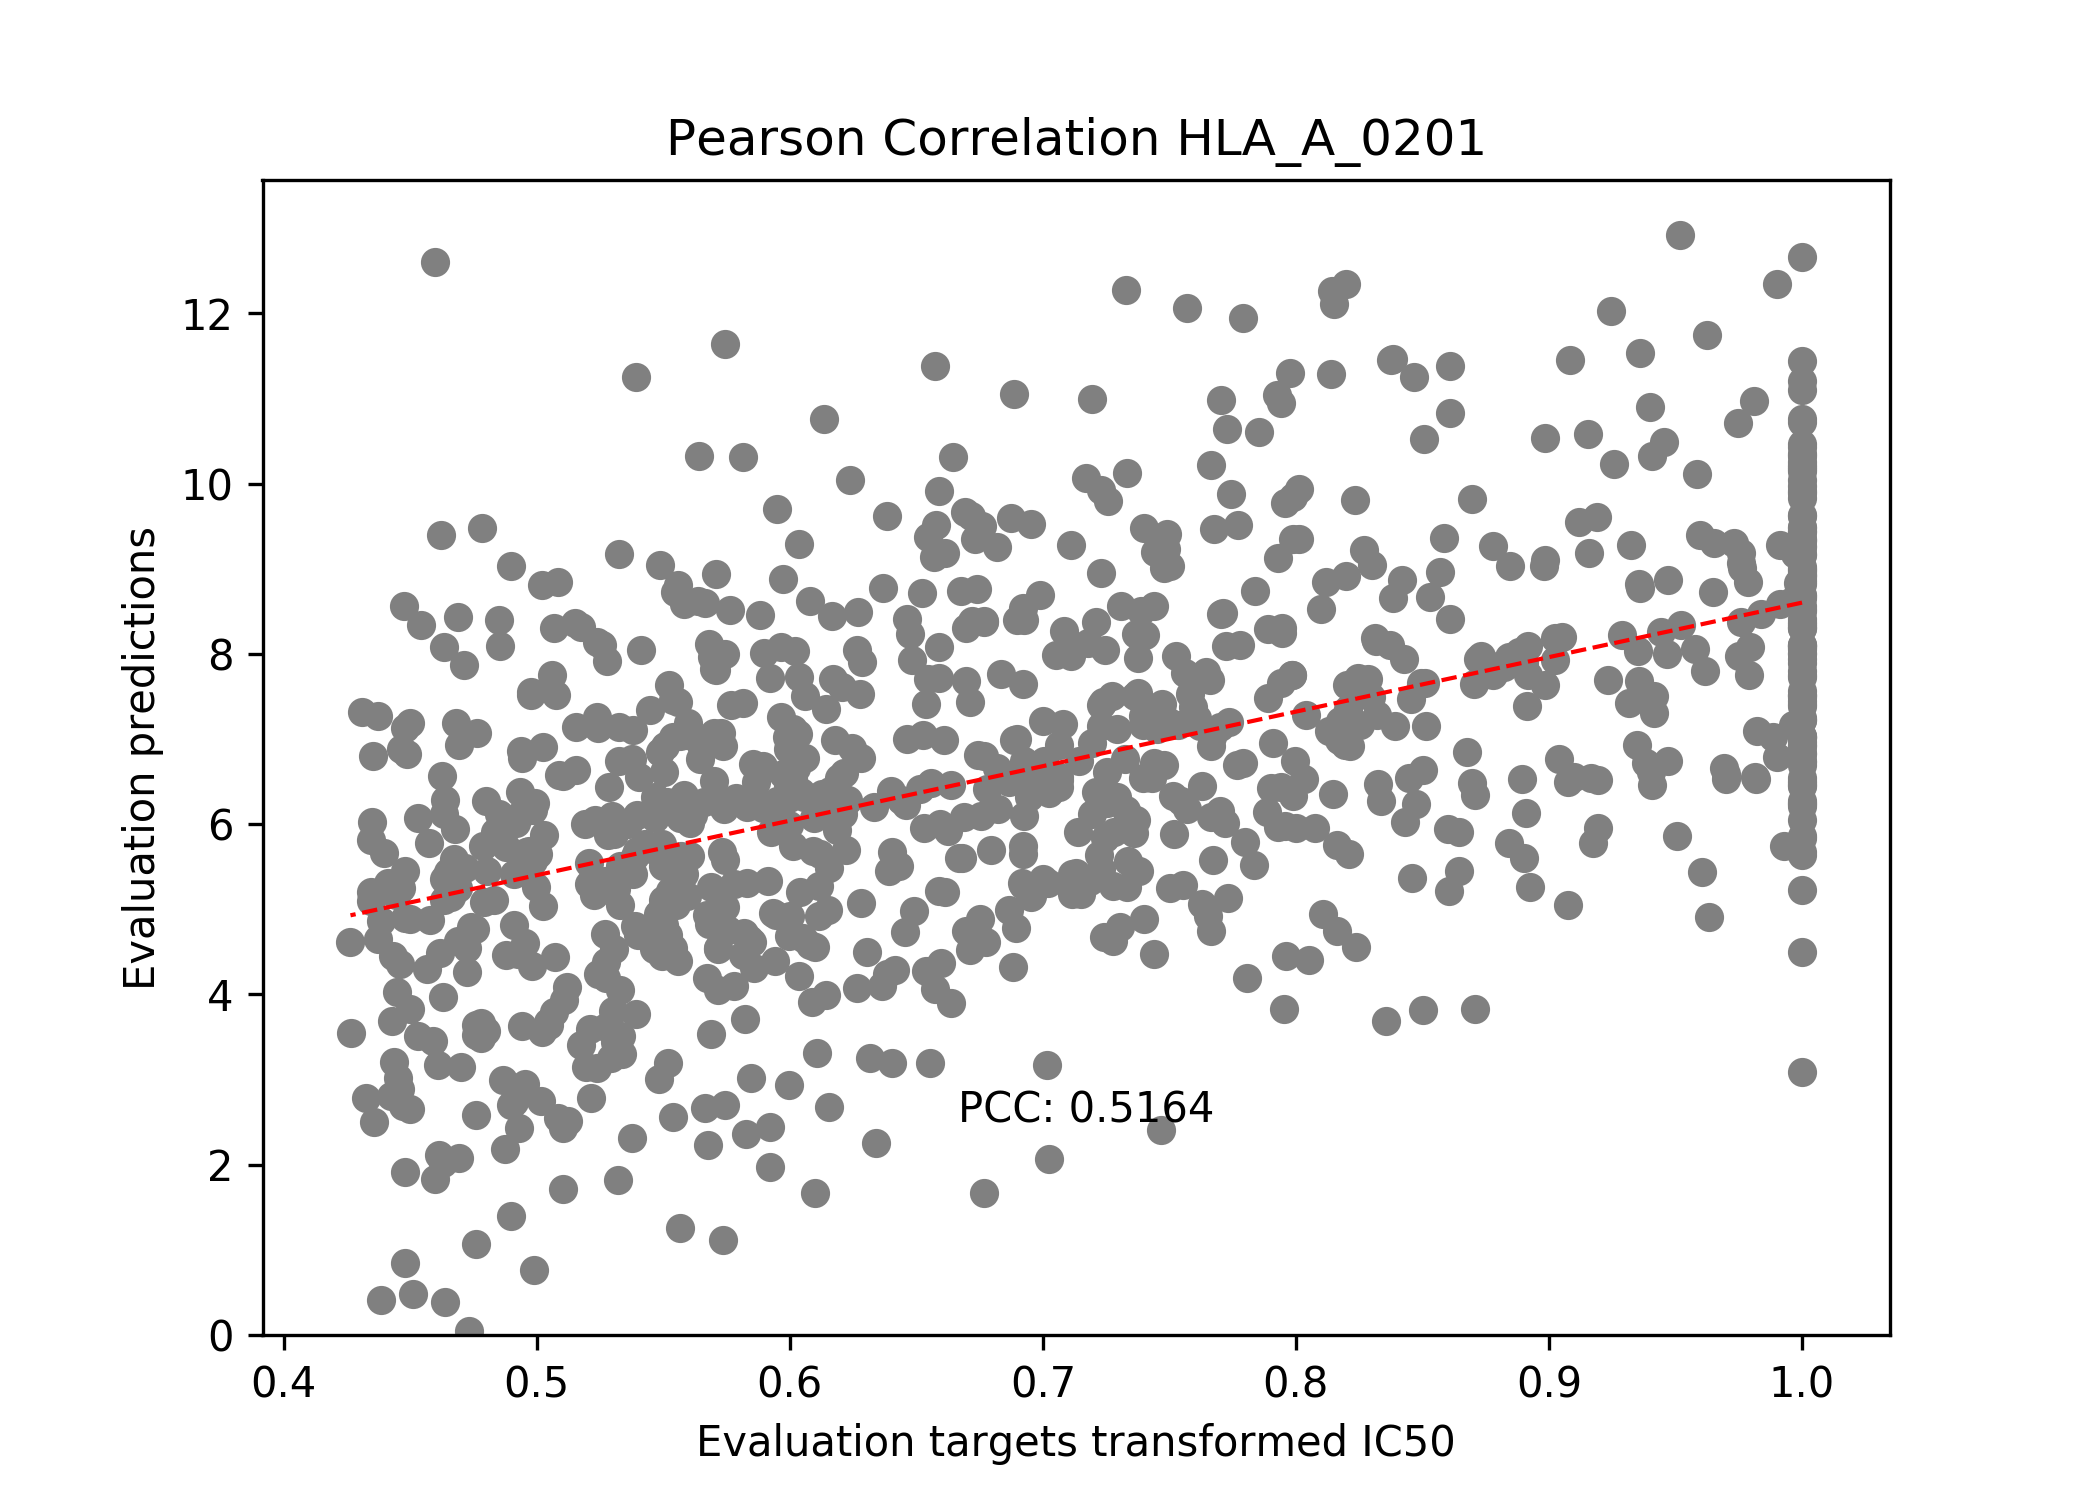 Pearson Correlation HLA_A_0201
Evaluation predictions
12
10
8
6
4
2
0
PCC: 0.5164
0.4 0.5 0.6 0.7 0.8 0.9 1.0
Evaluation targets transformed IC50